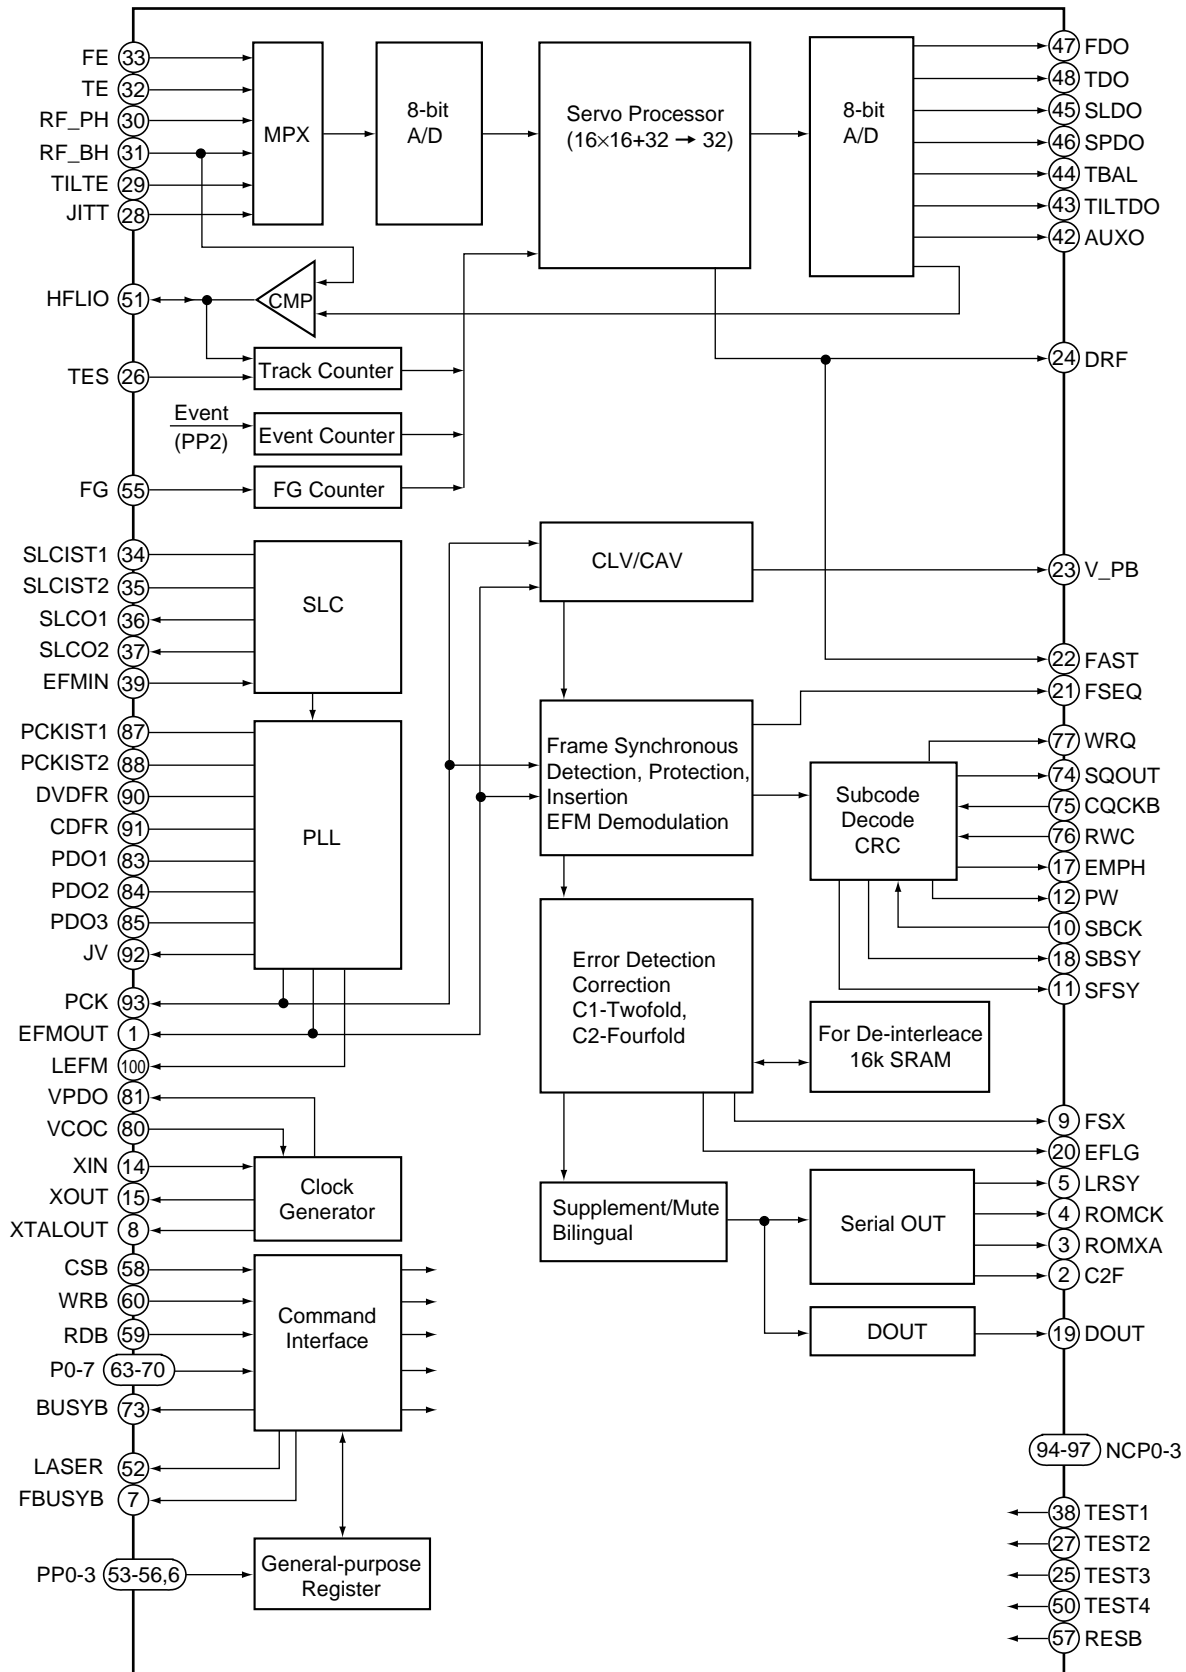 FE 33
TE 32
RF_PH 30
RF_BH 31
TILTE 29
JITT 28
MPX
8-bit
A/D
Servo Processor
(16×16+32 → 32)
8-bit
A/D
47 FDO
48 TDO
45 SLDO
46 SPDO
44 TBAL
43 TILTDO
42 AUXO
HFLIO 51
CMP
TES 26
Track Counter
24 DRF
Event
(PP2)
Event Counter
FG 55
FG Counter
SLCIST1 34
SLCIST2 35
SLCO1 36
SLCO2 37
EFMIN 39
SLC
CLV/CAV
23 V_PB
22 FAST
21 FSEQ
PCKIST1 87
PCKIST2 88
DVDFR 90
CDFR 91
PDO1 83
PDO2 84
PDO3 85
JV 92
PLL
Frame Synchronous
Detection, Protection,
Insertion
EFM Demodulation
Subcode
Decode
CRC
77 WRQ
74 SQOUT
75 CQCKB
76 RWC
17 EMPH
12 PW
10 SBCK
18 SBSY
11 SFSY
PCK 93
EFMOUT 1
LEFM 100
Error Detection
Correction
C1-Twofold,
C2-Fourfold
For De-interleace
16k SRAM
VPDO 81
VCOC 80
XIN 14
XOUT 15
XTALOUT 8
Clock
Generator
9 FSX
20 EFLG
Supplement/Mute
Bilingual
Serial OUT
5 LRSY
4 ROMCK
3 ROMXA
2 C2F
DOUT
19 DOUT
CSB 58
WRB 60
RDB 59
P0-7 63-70
BUSYB 73
Command
Interface
LASER 52
FBUSYB 7
94-97 NCP0-3
PP0-3 53-56,6
General-purpose
Register
38 TEST1
27 TEST2
25 TEST3
50 TEST4
57 RESB